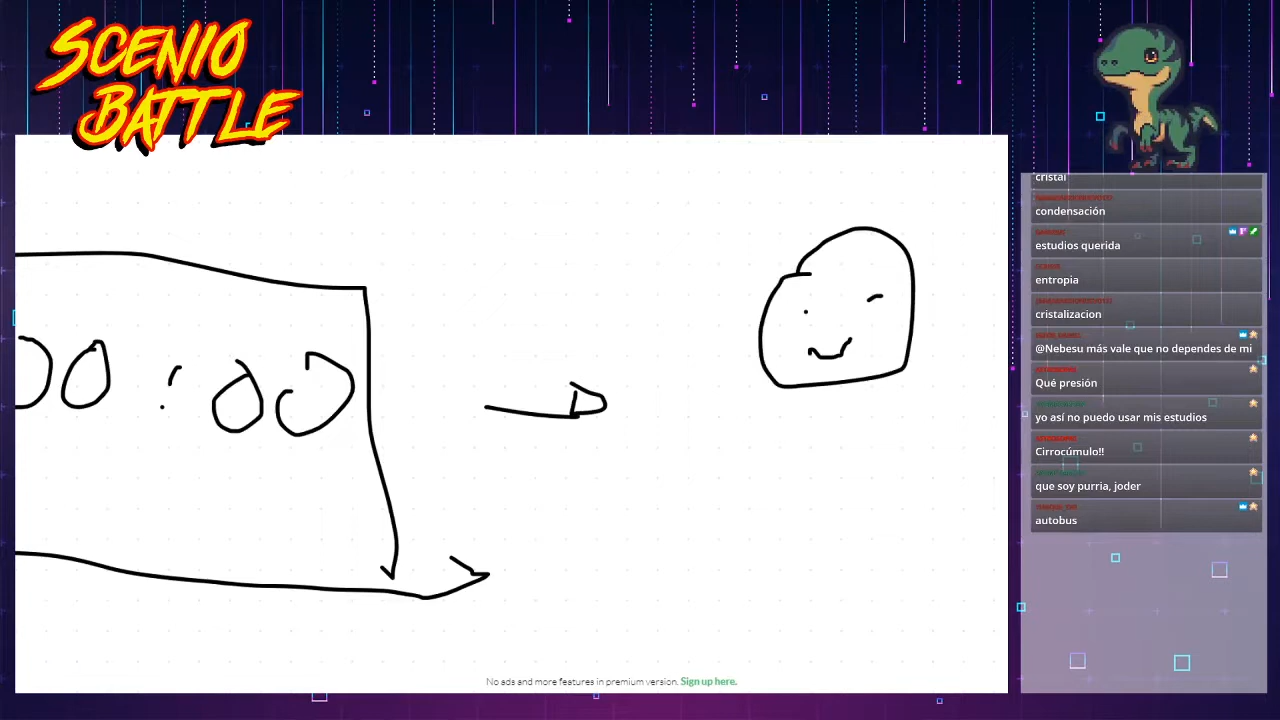 SCENIO
BATTLE
00:00
No ads and more features in premium version. Sign up here.
cristal
condensación
estudios querida
entropia
cristalizacion
@Nebesu más vale que no dependes de mi
Qué presión
yo así no puedo usar mis estudios
Cirrocúmulo!!
que soy purria, joder
autobus